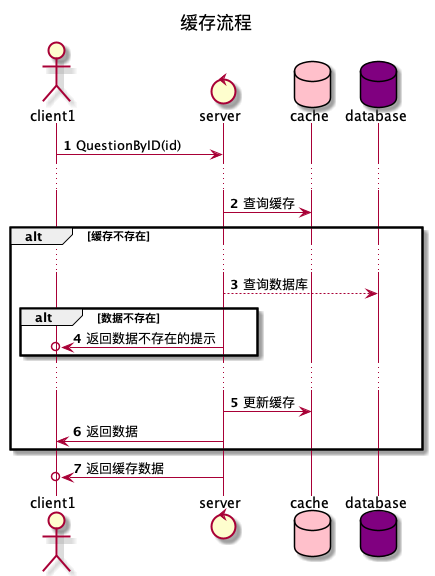 缓存流程
client1 server cache database
1 QuestionByID(id)
2 查询缓存
alt [缓存不存在]
3 查询数据库
alt [数据不存在]
4 返回数据不存在的提示
5 更新缓存
6 返回数据
7 返回缓存数据
client1 server cache database